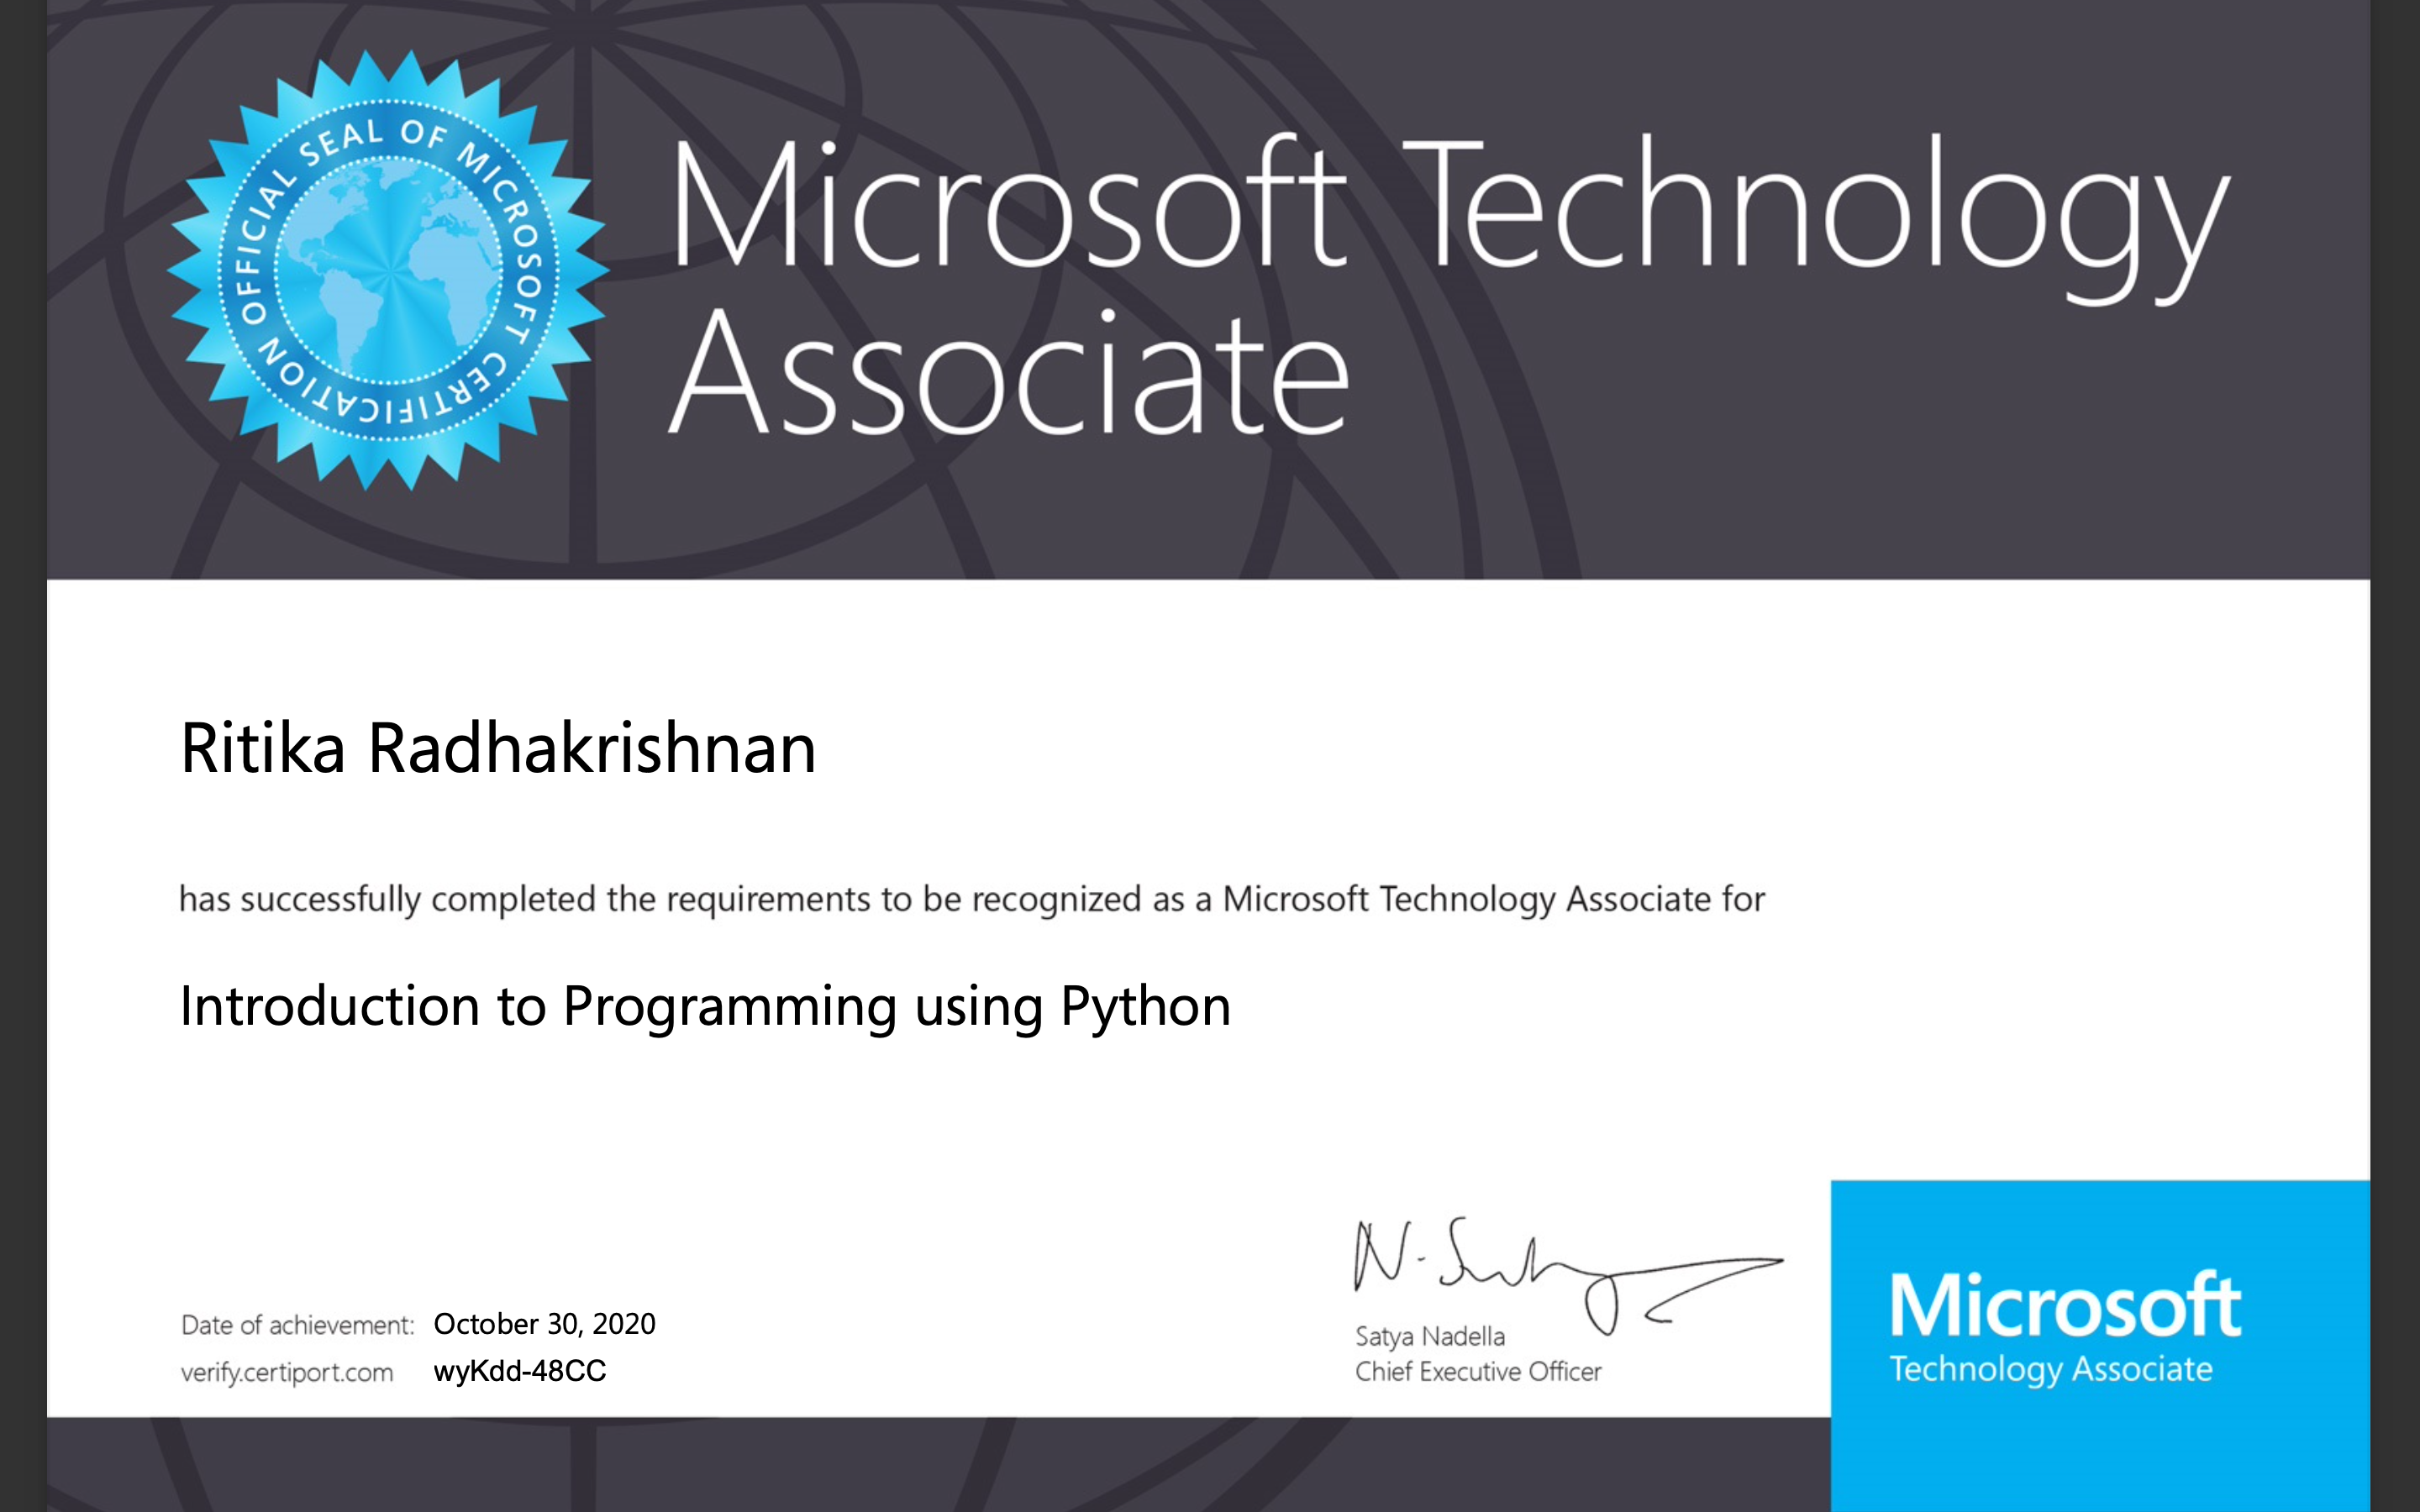 OFFICIAL SEAL OF MICROSOFT CERTIFICATION
Microsoft Technology
Associate
Ritika Radhakrishnan
has successfully completed the requirements to be recognized as a Microsoft Technology Associate for
Introduction to Programming using Python
Date of achievement: October 30, 2020
verify.certiport.com wyKdd-48CC
Satya Nadella
Chief Executive Officer
Microsoft
Technology Associate